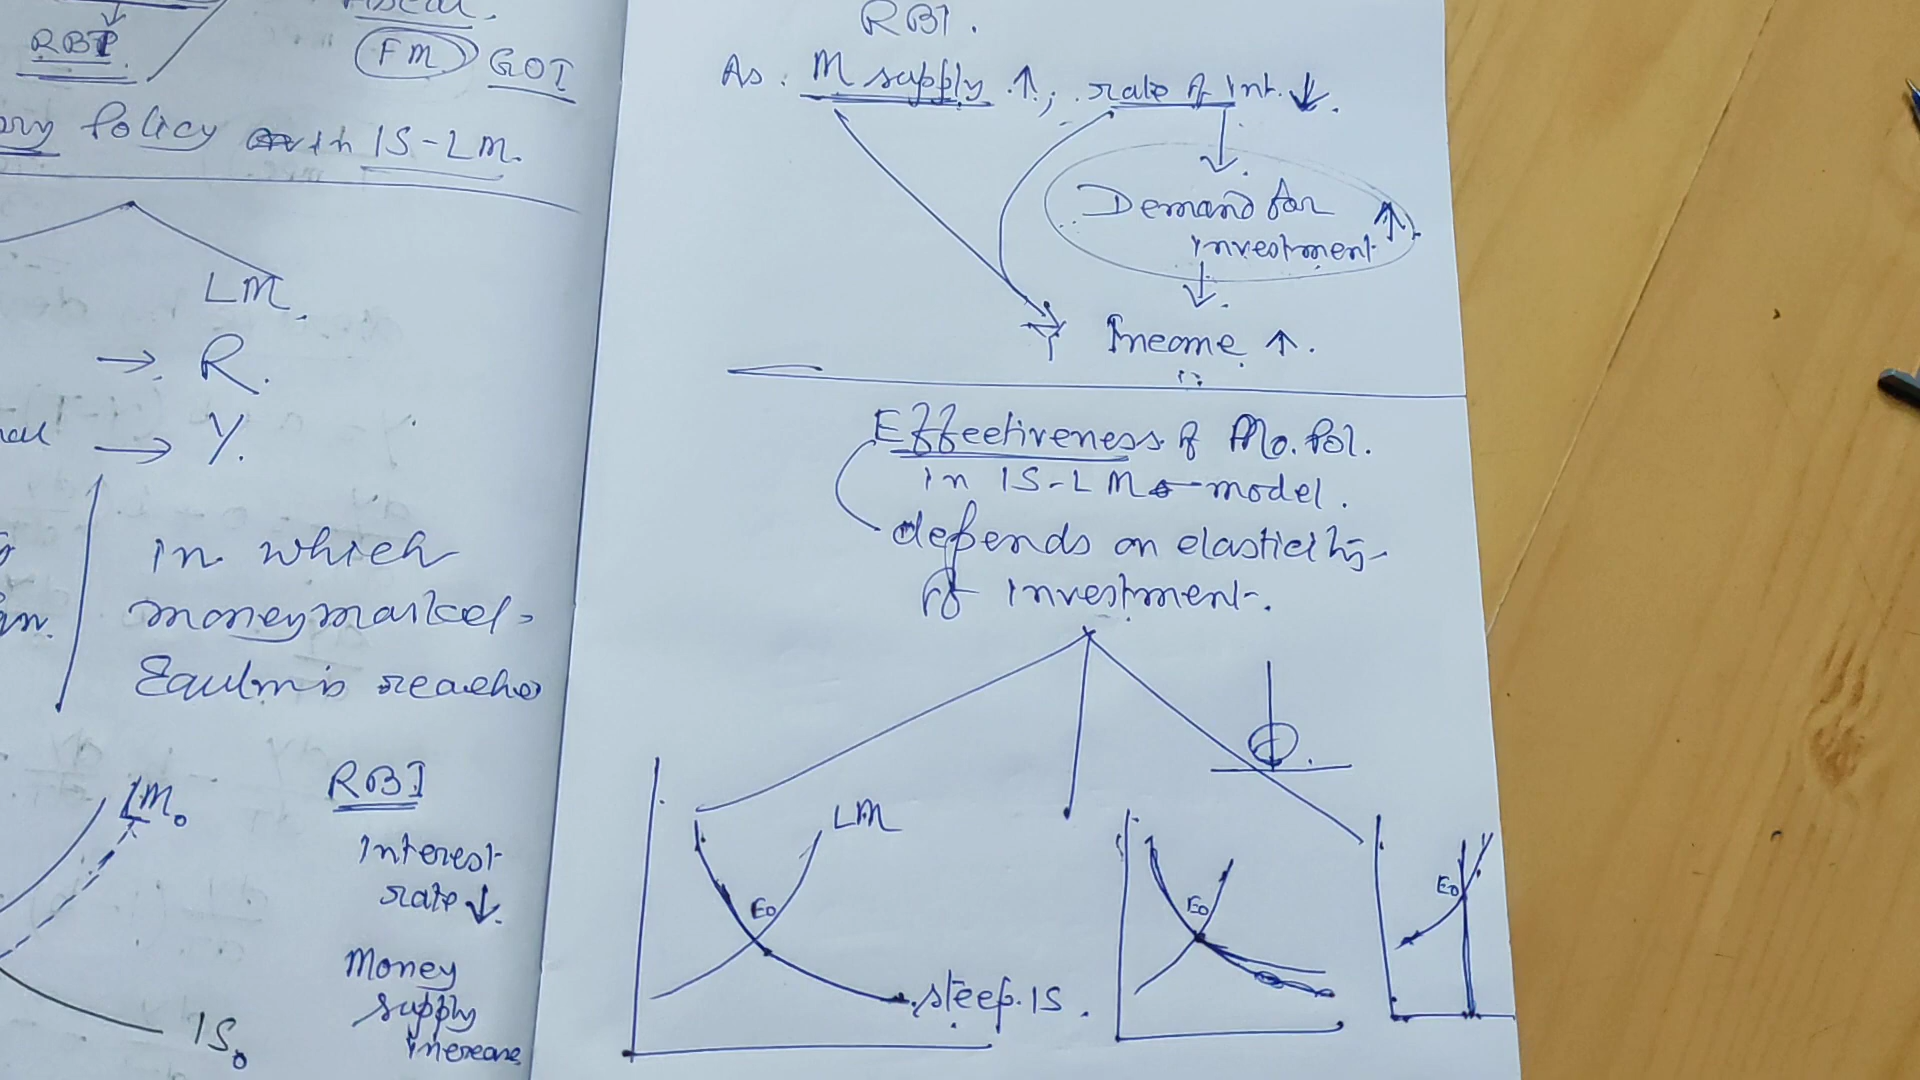 RBI
FM GOI
Policy in IS-LM.
LM.
→ R.
→ Y.
in which
money market
Equlm is reaches
LM₀
RBI
Interest
rate ↓.
Money
supply
increase
IS₀
RBI.
As: M supply ↑; rate of Int. ↓.
Demand for
investment ↑
Y Income ↑.
Effectiveness of Mo. Pol.
in IS-LM model.
depends on elasticity
of investment.
LM
E₀
steep IS.
E₀
E₀